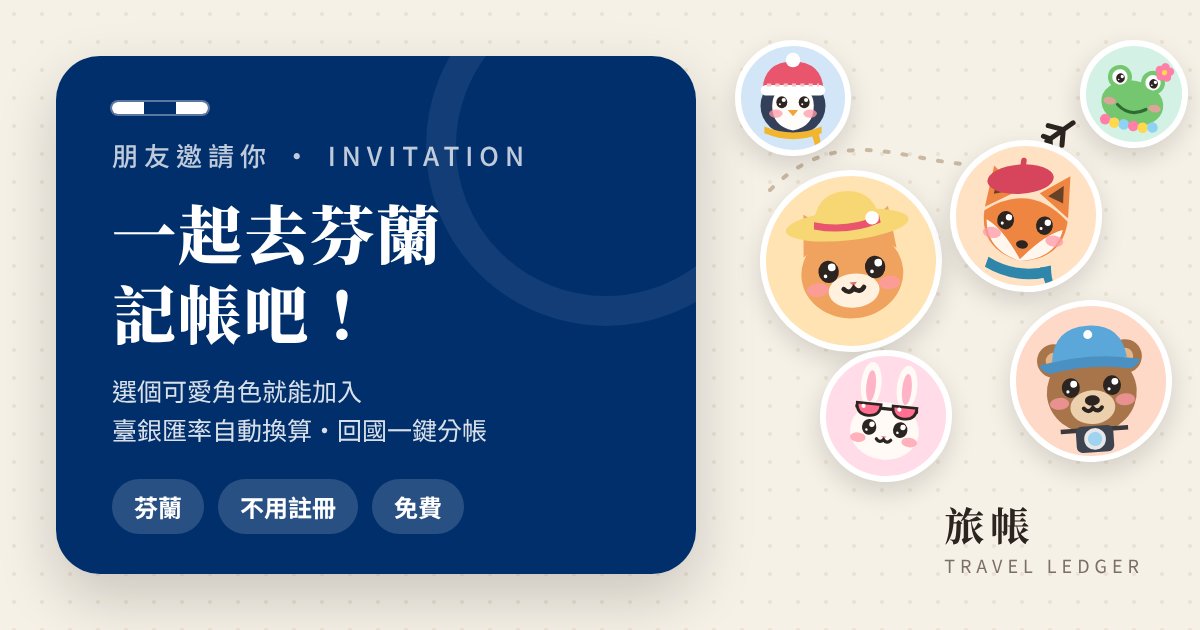 朋友邀請你 • INVITATION
一起去芬蘭
記帳吧！
選個可愛角色就能加入
臺銀匯率自動換算・回國一鍵分帳
芬蘭
不用註冊
免費
旅帳
TRAVEL LEDGER